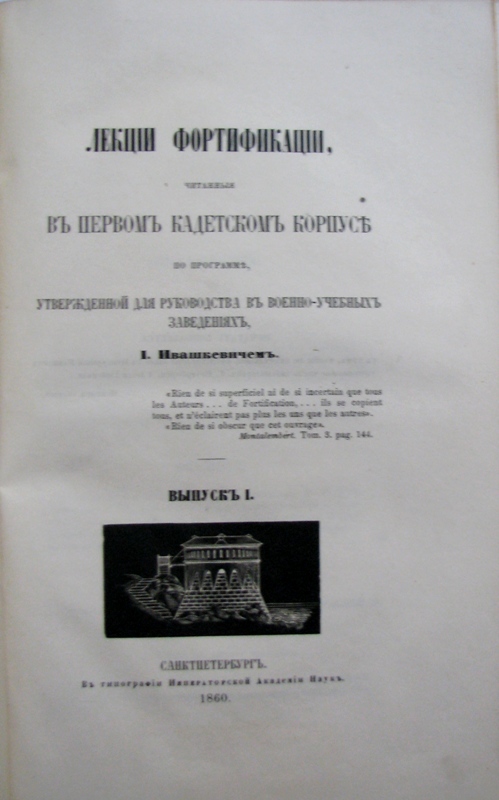 ЛЕКЦІИ ФОРТИФИКАЦІИ,
ЧИТАННЫЯ
ВЪ ПЕРВОМЪ КАДЕТСКОМЪ КОРПУСѢ
ПО ПРОГРАММѢ,
УТВЕРЖДЕННОЙ ДЛЯ РУКОВОДСТВА ВЪ ВОЕННО-УЧЕБНЫХЪ
ЗАВЕДЕНІЯХЪ,
І. Ивашкевичемъ.
«Rien de si superficiel ni de si incertain que tous
les Auteurs . . . de Fortification, . . . ils se copient
tous, et n'éclairent pas plus les uns que les autres».
«Rien de si obscur que cet ouvrage».
Montalembert. Tom. 3. pag. 144.
ВЫПУСКЪ I.
САНКТПЕТЕРБУРГЪ.
Въ типографіи Императорской Академіи Наукъ.
1860.